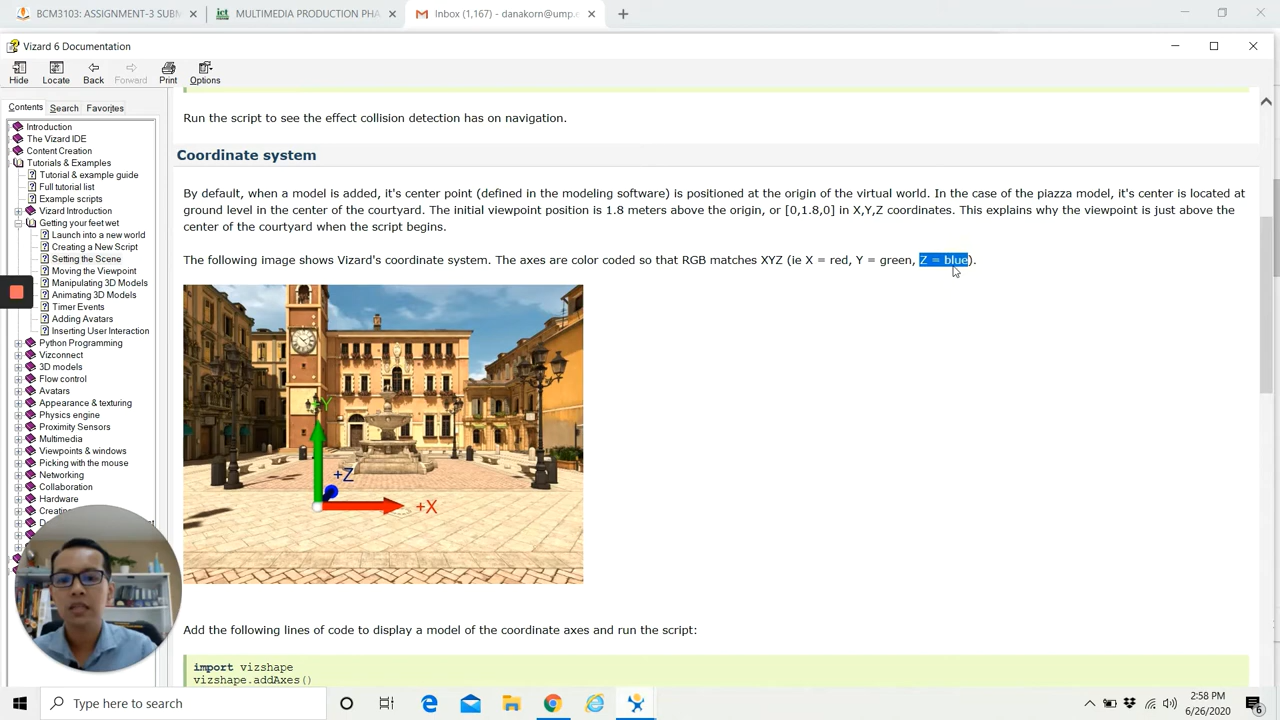 BCM3103: ASSIGNMENT-3 SUBM
MULTIMEDIA PRODUCTION PHA
Inbox (1,167) - danakorn@ump.e
Vizard 6 Documentation
Hide
Locate
Back
Forward
Print
Options
Contents
Search
Favorites
Introduction
The Vizard IDE
Content Creation
Tutorials & Examples
Tutorial & example guide
Full tutorial list
Example scripts
Vizard Introduction
Getting your feet wet
Launch into a new world
Creating a New Script
Setting the Scene
Moving the Viewpoint
Manipulating 3D Models
Animating 3D Models
Timer Events
Adding Avatars
Inserting User Interaction
Python Programming
Vizconnect
3D models
Flow control
Avatars
Appearance & texturing
Physics engine
Proximity Sensors
Multimedia
Viewpoints & windows
Picking with the mouse
Networking
Collaboration
Hardware
Run the script to see the effect collision detection has on navigation.
Coordinate system
By default, when a model is added, it's center point (defined in the modeling software) is positioned at the origin of the virtual world. In the case of the piazza model, it's center is located at
ground level in the center of the courtyard. The initial viewpoint position is 1.8 meters above the origin, or [0,1.8,0] in X,Y,Z coordinates. This explains why the viewpoint is just above the
center of the courtyard when the script begins.
The following image shows Vizard's coordinate system. The axes are color coded so that RGB matches XYZ (ie X = red, Y = green, Z = blue).
+Y
+Z
+X
Add the following lines of code to display a model of the coordinate axes and run the script:
import vizshape
vizshape.addAxes()
Type here to search
2:58 PM
6/26/2020
6